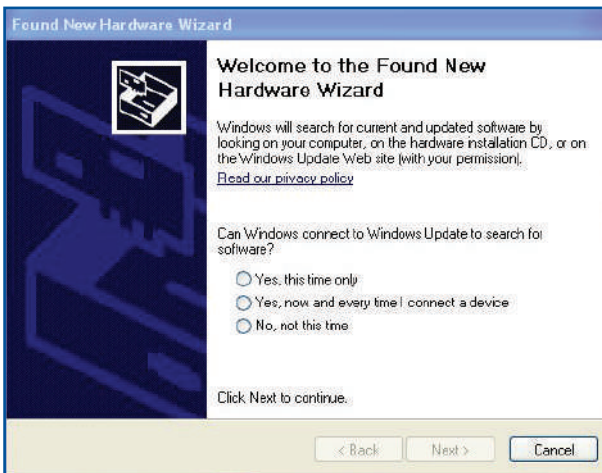 Found New Hardware Wizard
Welcome to the Found New
Hardware Wizard
Windows will search for current and updated software by
looking on your computer, on the hardware installation CD, or on
the Windows Update Web site (with your permission).
Read our privacy policy
Can Windows connect to Windows Update to search for
software?
Yes, this time only
Yes, now and every time I connect a device
No, not this time
Click Next to continue.
< Back
Next >
Cancel